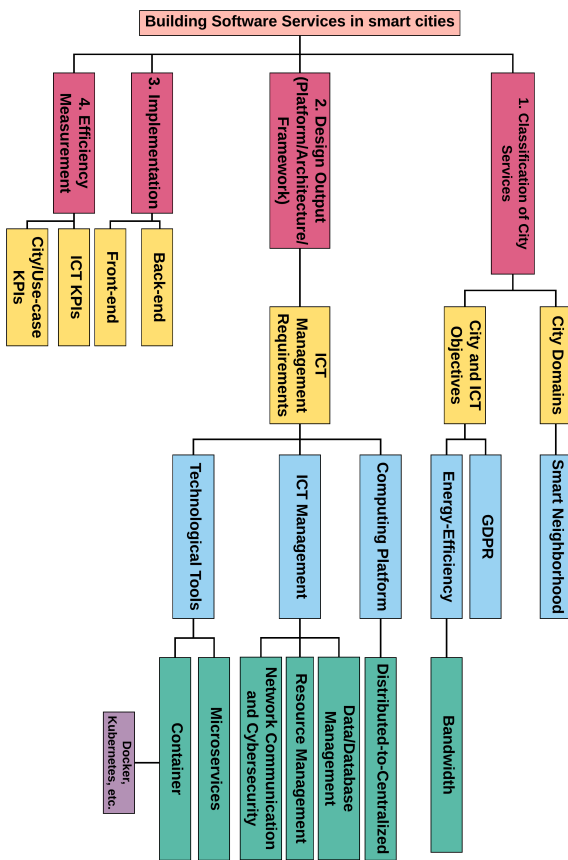 Building Software Services in smart cities
1. Classification of City
Services
2. Design Output
(Platform/Architecture/
Framework)
3. Implementation
4. Efficiency
Measurement
City Domains
City and ICT
Objectives
ICT
Management
Requirements
Back-end
Front-end
ICT KPIs
City/Use-case
KPIs
Smart Neighborhood
GDPR
Energy-Efficiency
Computing Platform
ICT Management
Technological Tools
Bandwidth
Distributed-to-Centralized
Data/Database
Management
Resource Management
Network Communication
and Cybersecurity
Microservices
Container
Docker,
Kubernetes, etc.